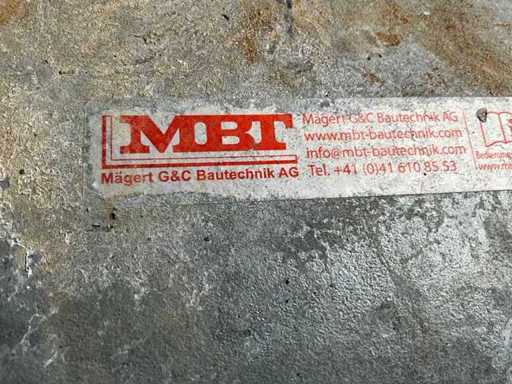 MBT
Mägert G&C Bautechnik AG
Mägert G&C Bautechnik AG
www.mbt-bautechnik.com
info@mbt-bautechnik.com
Tel. +41 (0)41 610 85 53